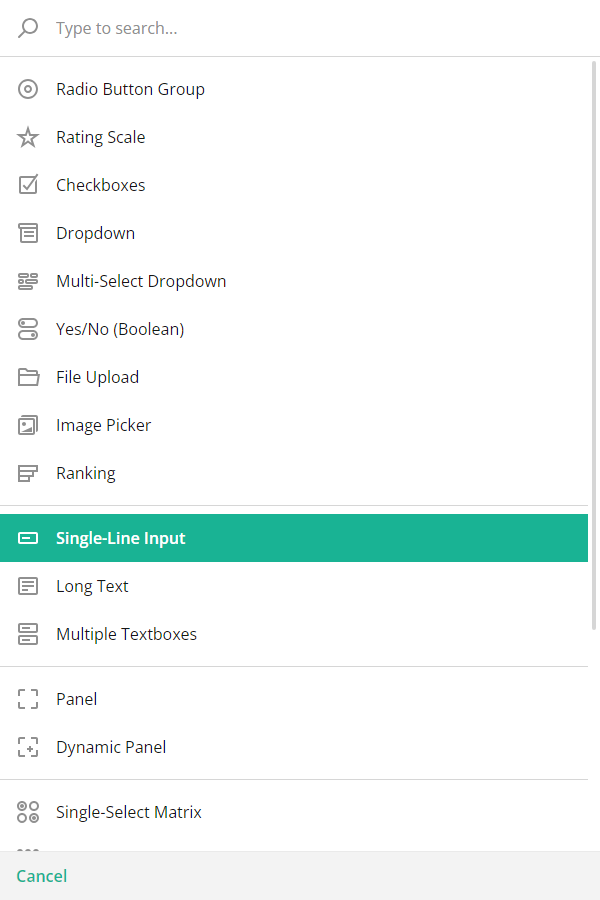 Type to search...
Radio Button Group
Rating Scale
Checkboxes
Dropdown
Multi-Select Dropdown
Yes/No (Boolean)
File Upload
Image Picker
Ranking
Single-Line Input
Long Text
Multiple Textboxes
Panel
Dynamic Panel
Single-Select Matrix
Cancel